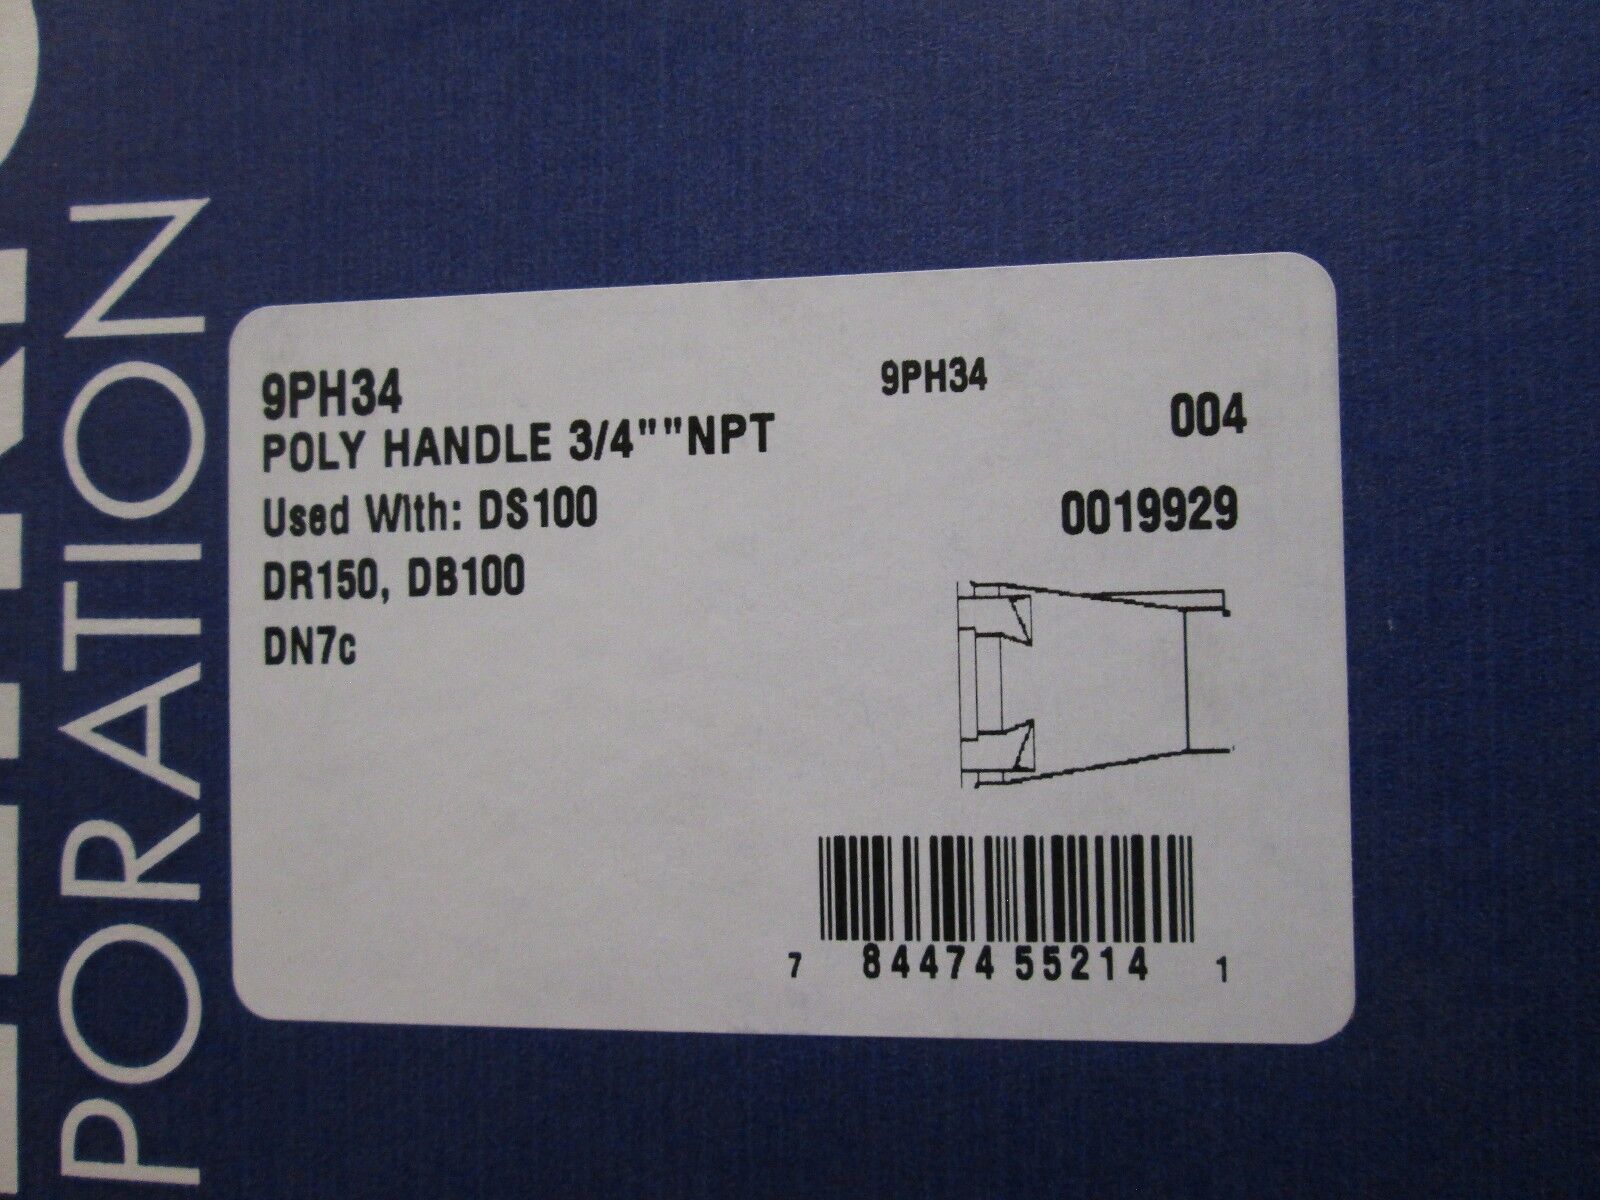 PORATION
9PH34
POLY HANDLE 3/4""NPT
Used With: DS100
DR150, DB100
DN7c
9PH34
004
0019929
7 84474 55214 1